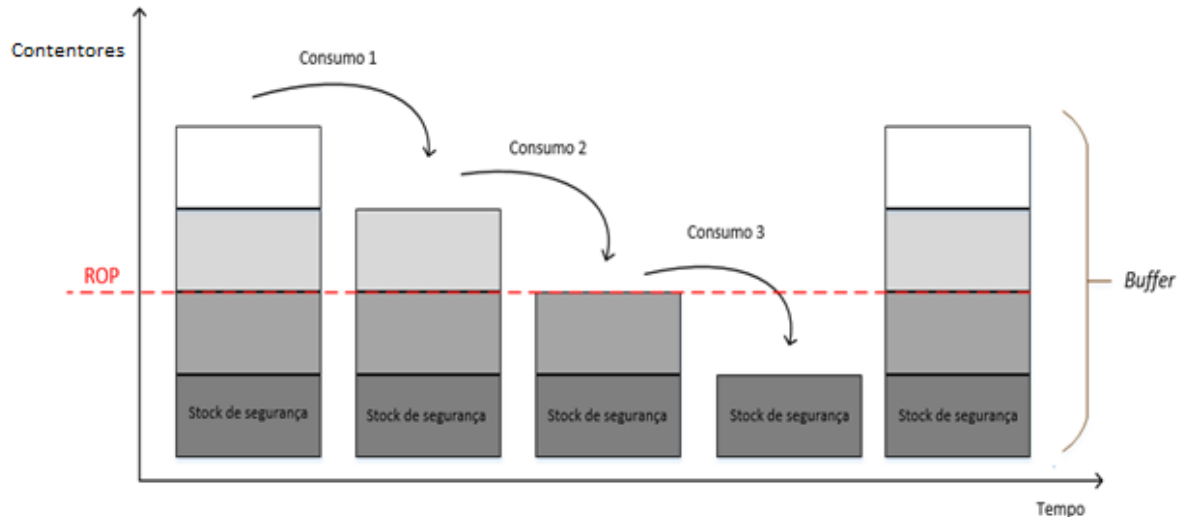 Contentores
Consumo 1
Consumo 2
Consumo 3
ROP
Buffer
Stock de segurança
Stock de segurança
Stock de segurança
Stock de segurança
Stock de segurança
Tempo